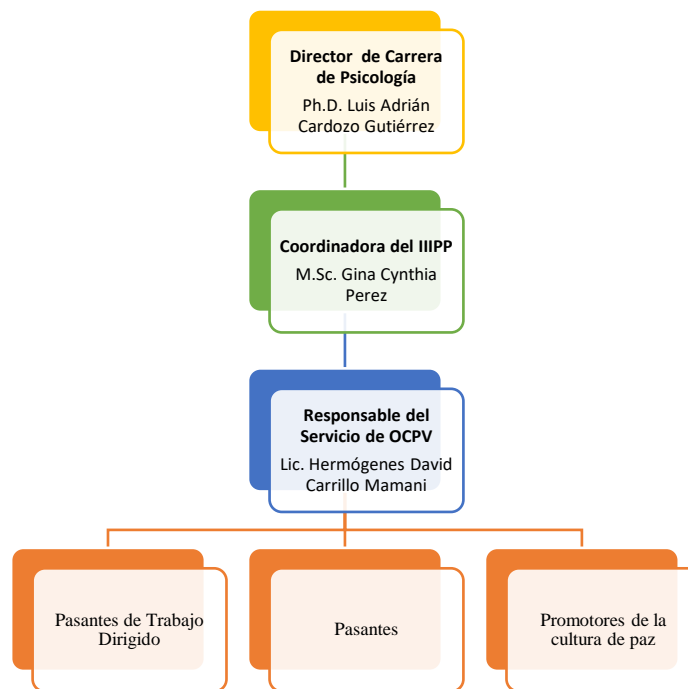 Director de Carrera
de Psicología
Ph.D. Luis Adrián
Cardozo Gutiérrez
Coordinadora del IIIPP
M.Sc. Gina Cynthia
Perez
Responsable del
Servicio de OCPV
Lic. Hermógenes David
Carrillo Mamani
Pasantes de Trabajo
Dirigido
Pasantes
Promotores de la
cultura de paz